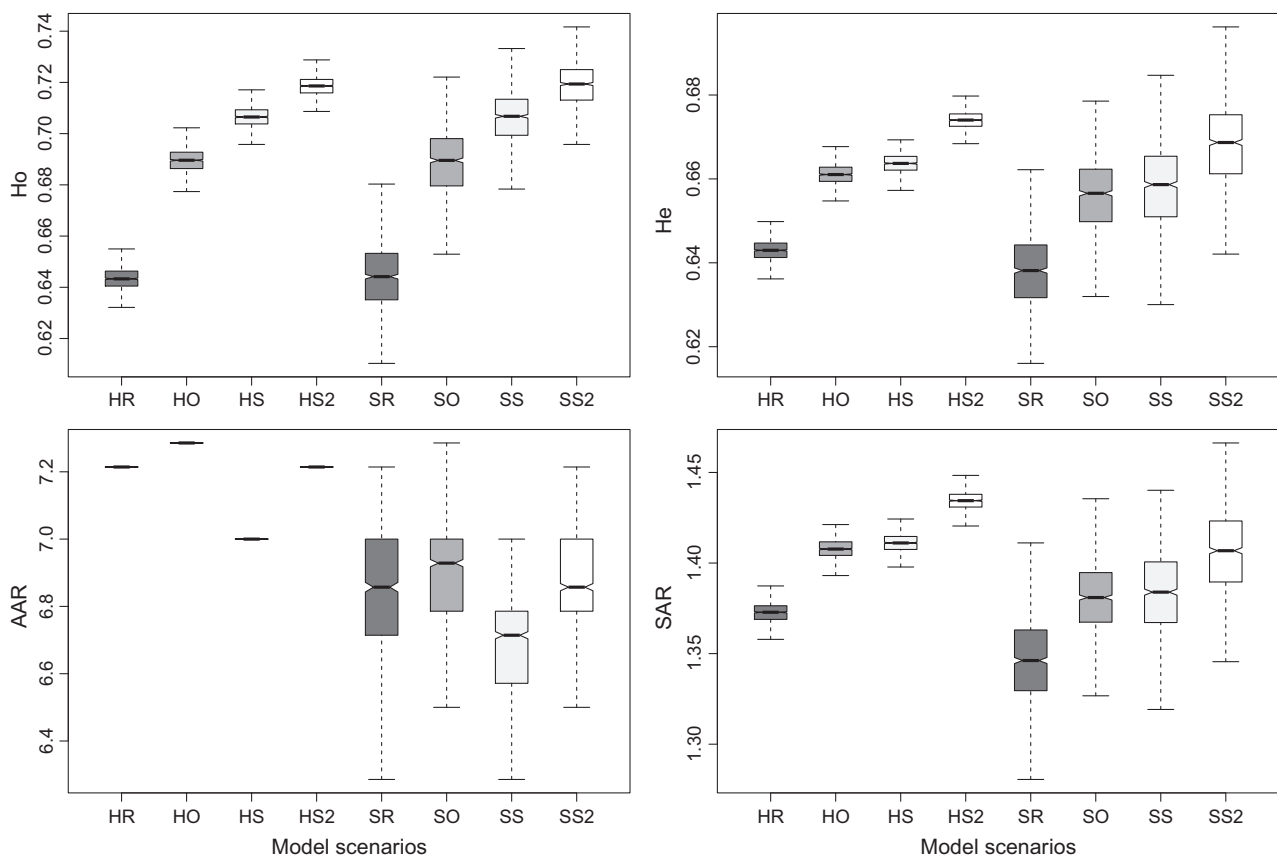 Ho
0.74
0.72
0.70
0.68
0.66
0.64
0.62
HR HO HS HS2 SR SO SS SS2
He
0.68
0.66
0.64
0.62
HR HO HS HS2 SR SO SS SS2
AAR
7.2
7.0
6.8
6.6
6.4
HR HO HS HS2 SR SO SS SS2
Model scenarios
SAR
1.45
1.40
1.35
1.30
HR HO HS HS2 SR SO SS SS2
Model scenarios